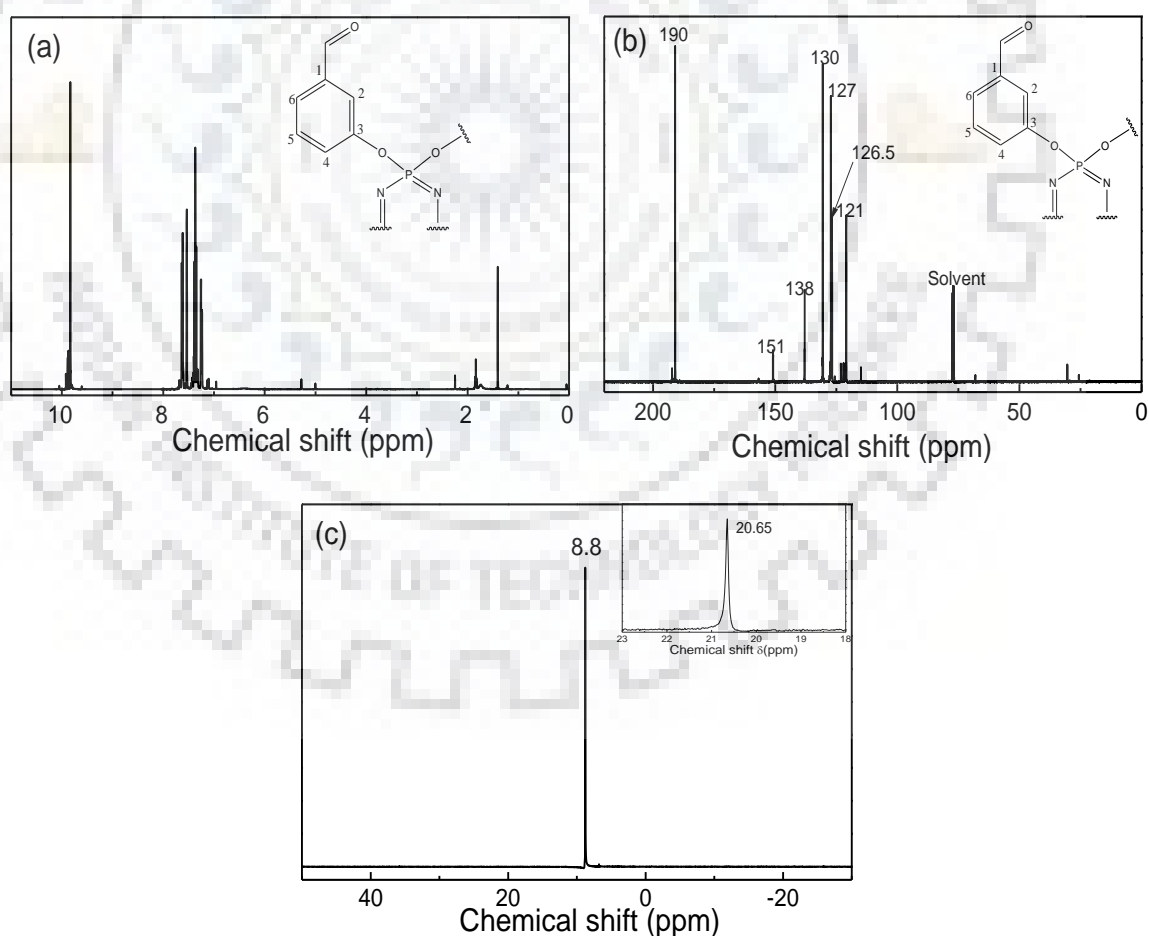 (a)
O
1
6
2
5
3
4
O
O
P
N
N
10
8
6
4
2
0
Chemical shift (ppm)
(b)
190
130
127
126.5
121
138
151
Solvent
O
1
6
2
5
3
4
O
O
P
N
N
200
150
100
50
0
Chemical shift (ppm)
(c)
8.8
20.65
23
22
21
20
19
18
Chemical shift δ(ppm)
40
20
0
-20
Chemical shift (ppm)